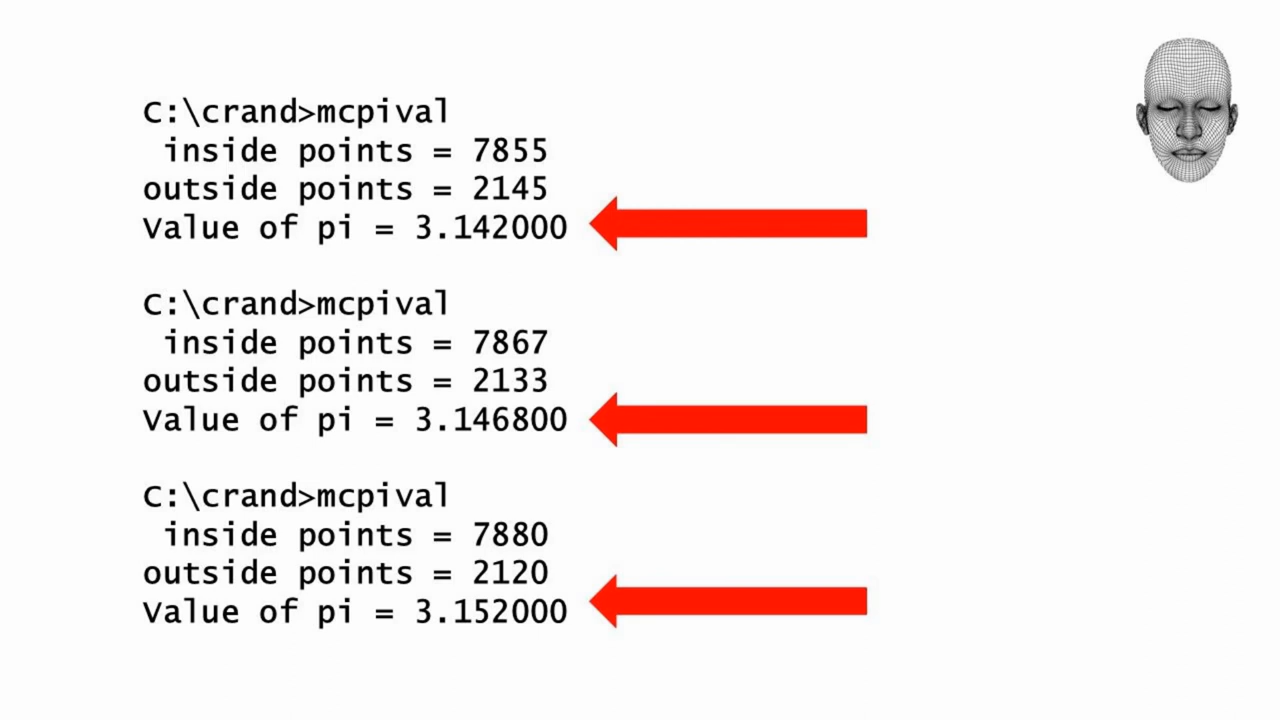 C:\crand>mcpival
inside points = 7855
outside points = 2145
Value of pi = 3.142000
C:\crand>mcpival
inside points = 7867
outside points = 2133
Value of pi = 3.146800
C:\crand>mcpival
inside points = 7880
outside points = 2120
Value of pi = 3.152000